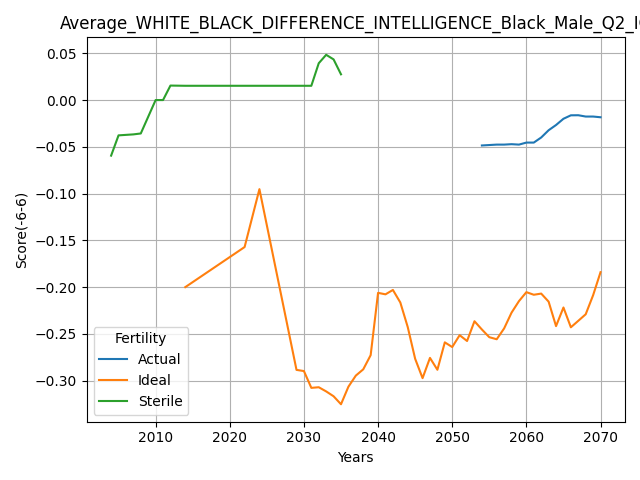 Average_WHITE_BLACK_DIFFERENCE_INTELLIGENCE_Black_Male_Q2_I
0.05
0.00
−0.05
−0.10
−0.15
−0.20
−0.25
−0.30
Score(-6-6)
Fertility
Actual
Ideal
Sterile
2010 2020 2030 2040 2050 2060 2070
Years